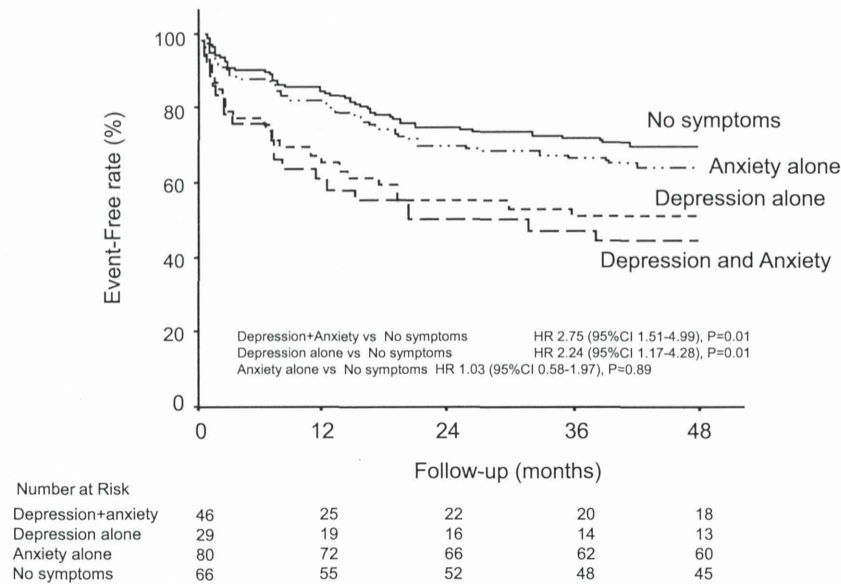 Event-Free rate (%)
100
80
60
40
20
0
No symptoms
Anxiety alone
Depression alone
Depression and Anxiety
Depression+Anxiety vs No symptoms HR 2.75 (95%CI 1.51-4.99), P=0.01
Depression alone vs No symptoms HR 2.24 (95%CI 1.17-4.28), P=0.01
Anxiety alone vs No symptoms HR 1.03 (95%CI 0.58-1.97), P=0.89
0 12 24 36 48
Follow-up (months)
Number at Risk
Depression+anxiety 46 25 22 20 18
Depression alone 29 19 16 14 13
Anxiety alone 80 72 66 62 60
No symptoms 66 55 52 48 45